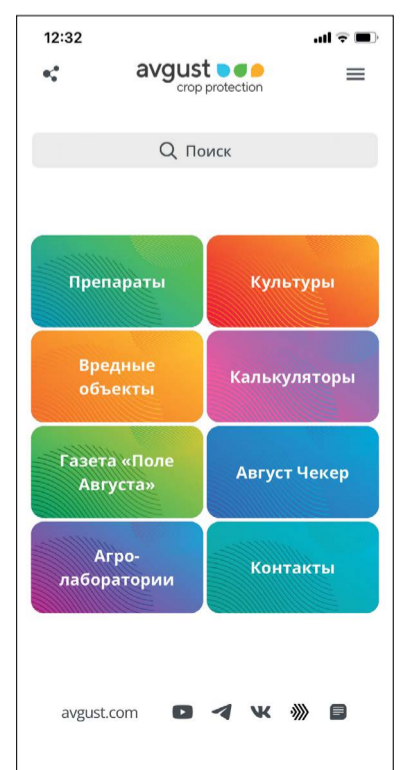 12:32
avgust
crop protection
Поиск
Препараты
Культуры
Вредные
объекты
Калькуляторы
Газета «Поле
Августа»
Август Чекер
Агро-
лаборатории
Контакты
avgust.com